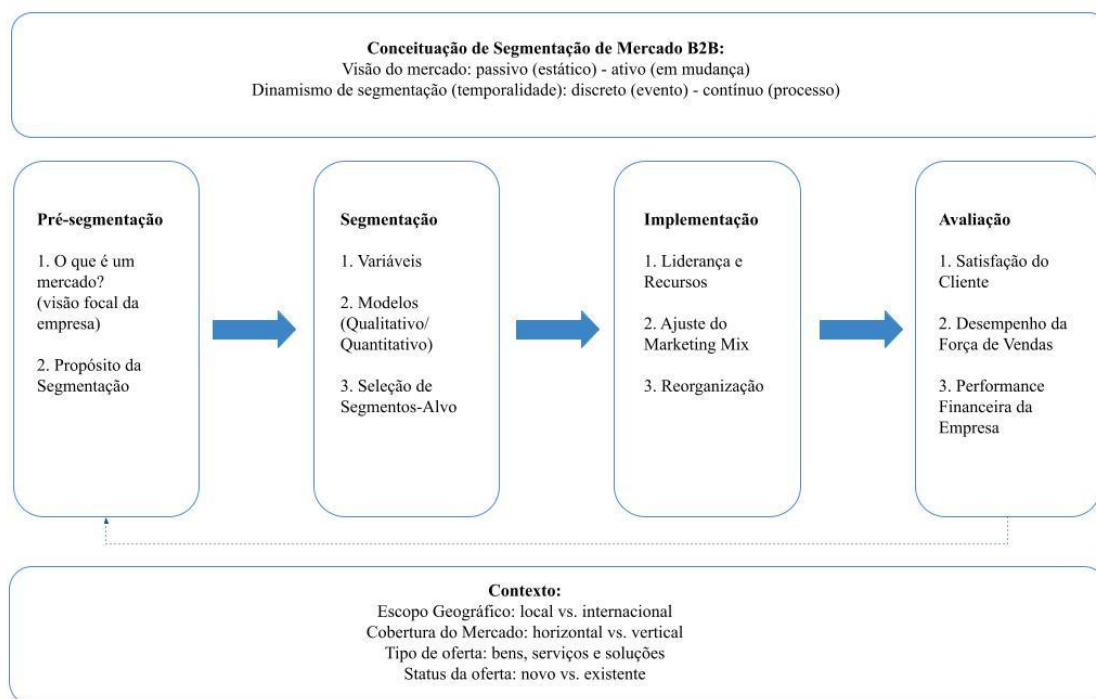 Conceituação de Segmentação de Mercado B2B:
Visão do mercado: passivo (estático) - ativo (em mudança)
Dinamismo de segmentação (temporalidade): discreto (evento) - contínuo (processo)
Pré-segmentação
1. O que é um
mercado?
(visão focal da
empresa)
2. Propósito da
Segmentação
Segmentação
1. Variáveis
2. Modelos
(Qualitativo/
Quantitativo)
3. Seleção de
Segmentos-Alvo
Implementação
1. Liderança e
Recursos
2. Ajuste do
Marketing Mix
3. Reorganização
Avaliação
1. Satisfação do
Cliente
2. Desempenho da
Força de Vendas
3. Performance
Financeira da
Empresa
Contexto:
Escopo Geográfico: local vs. internacional
Cobertura do Mercado: horizontal vs. vertical
Tipo de oferta: bens, serviços e soluções
Status da oferta: novo vs. existente